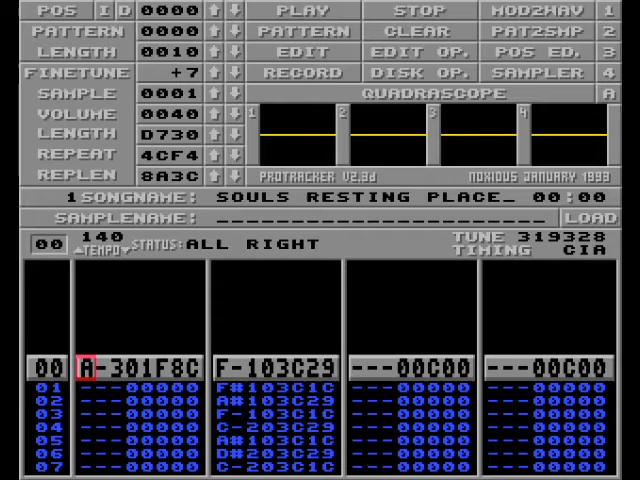 POS I D 0000 PLAY STOP MOD2WAV 1
PATTERN 0000 PATTERN CLEAR PAT2SMP 2
LENGTH 0010 EDIT EDIT OP. POS ED. 3
FINETUNE +7 RECORD DISK OP. SAMPLER 4
SAMPLE 0001 QUADRASCOPE A
VOLUME 0040 1 2 3 4
LENGTH D730
REPEAT 4CF4
REPLEN 8A3C PROTRACKER V2.3d NOXIOUS JANUARY 1993
1 SONGNAME: SOULS RESTING PLACE_ 00:00
SAMPLENAME: ______________________ LOAD
00 140 TEMPO STATUS: ALL RIGHT TUNE 319328
TIMING CIA
00 A-301F8C F-103C29 ---00C00 ---00C00
01 ---00000 F#103C1C ---00000 ---00000
02 ---00000 A#103C29 ---00000 ---00000
03 ---00000 F-103C1C ---00000 ---00000
04 ---00000 C-203C29 ---00000 ---00000
05 ---00000 A#103C1C ---00000 ---00000
06 ---00000 D#203C29 ---00000 ---00000
07 ---00000 C-203C1C ---00000 ---00000